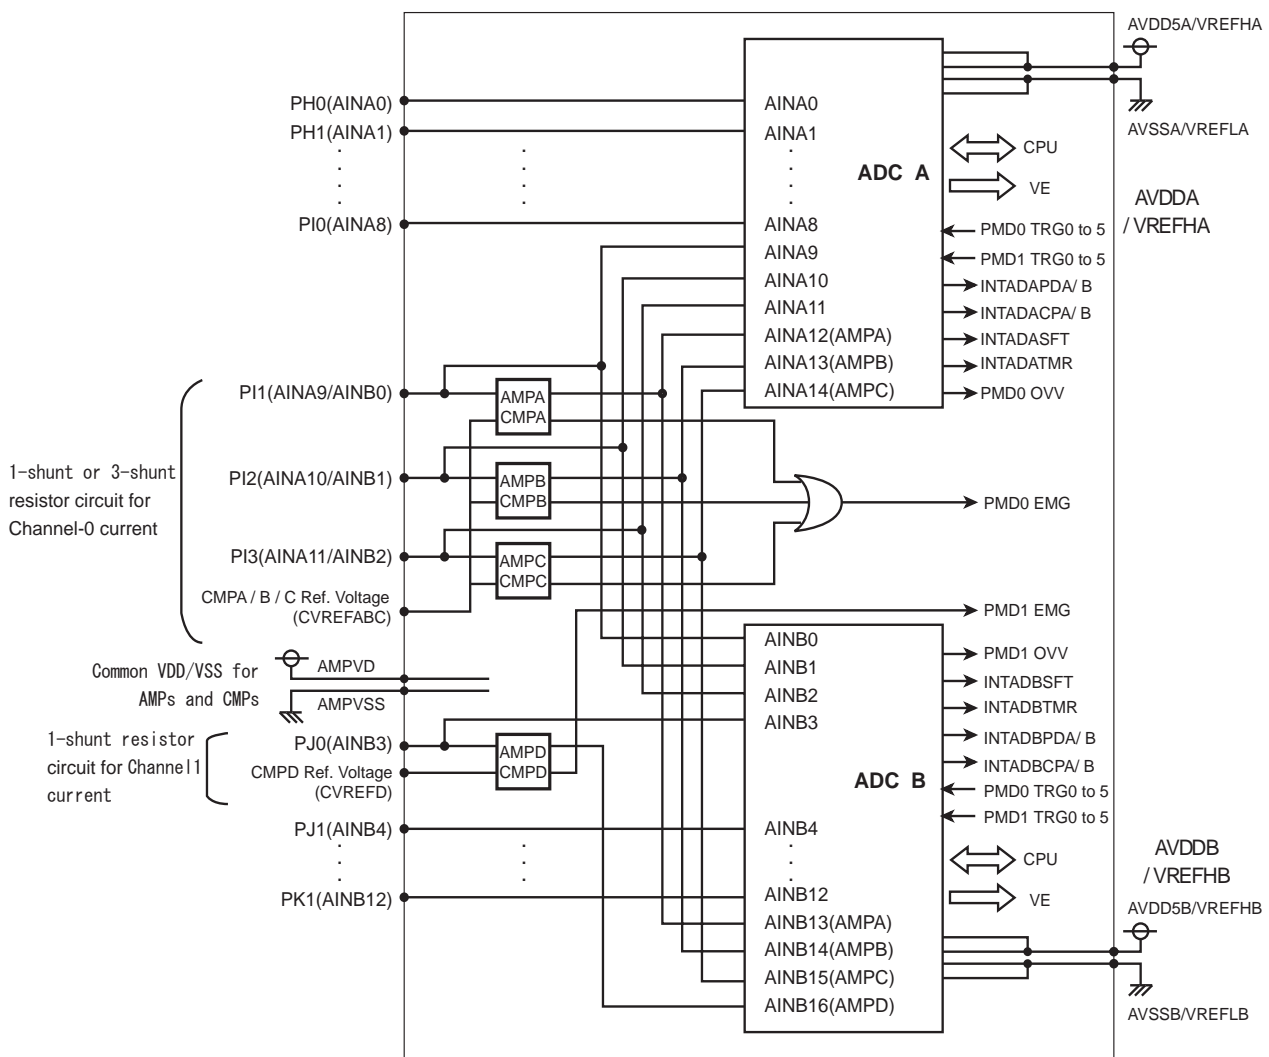 AVDD5A/VREFHA
PH0(AINA0)
PH1(AINA1)
PI0(AINA8)
AINA0
AINA1
AINA8
AINA9
AINA10
AINA11
AINA12(AMPA)
AINA13(AMPB)
AINA14(AMPC)
ADC A
AVSSA/VREFLA
CPU
VE
AVDDA
/ VREFHA
PMD0 TRG0 to 5
PMD1 TRG0 to 5
INTADAPDA/ B
INTADACPA/ B
INTADASFT
INTADATMR
PMD0 OVV
1-shunt or 3-shunt
resistor circuit for
Channel-0 current
PI1(AINA9/AINB0)
PI2(AINA10/AINB1)
PI3(AINA11/AINB2)
CMPA / B / C Ref. Voltage
(CVREFABC)
AMPA
CMPA
AMPB
CMPB
AMPC
CMPC
PMD0 EMG
PMD1 EMG
Common VDD/VSS for
AMPs and CMPs
AMPVD
AMPVSS
1-shunt resistor
circuit for Channel1
current
PJ0(AINB3)
CMPD Ref. Voltage
(CVREFD)
AMPD
CMPD
PJ1(AINB4)
PK1(AINB12)
AINB0
AINB1
AINB2
AINB3
AINB4
AINB12
AINB13(AMPA)
AINB14(AMPB)
AINB15(AMPC)
AINB16(AMPD)
ADC B
PMD1 OVV
INTADBSFT
INTADBTMR
INTADBPDA/ B
INTADBCPA/ B
PMD0 TRG0 to 5
PMD1 TRG0 to 5
CPU
VE
AVDDB
/ VREFHB
AVDD5B/VREFHB
AVSSB/VREFLB